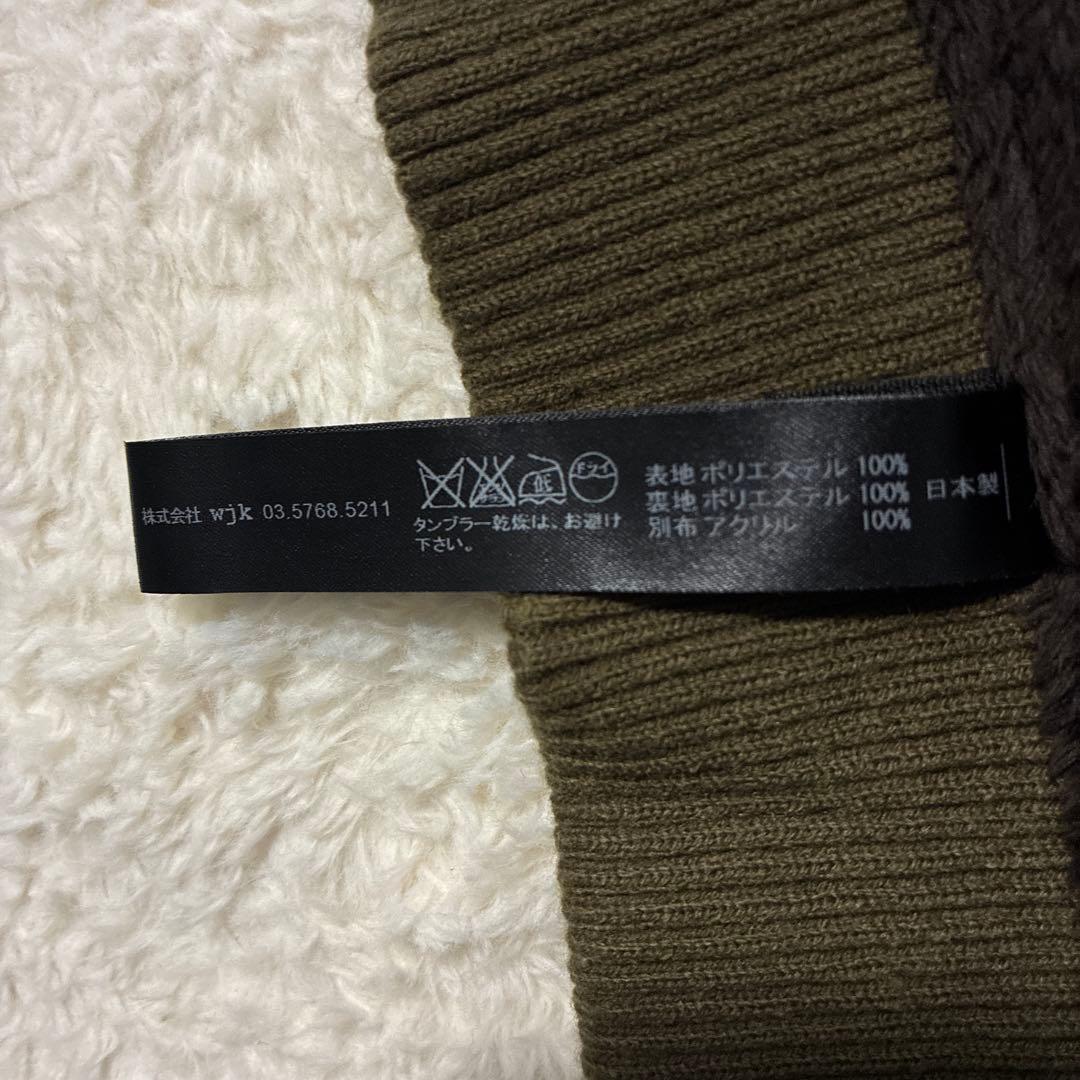 株式会社 wjk 03.5768.5211
低 ドライ
タンブラー乾燥は、お避け
下さい。
表地 ポリエステル 100%
裏地 ポリエステル 100%
別布 アクリル 100%
日本製